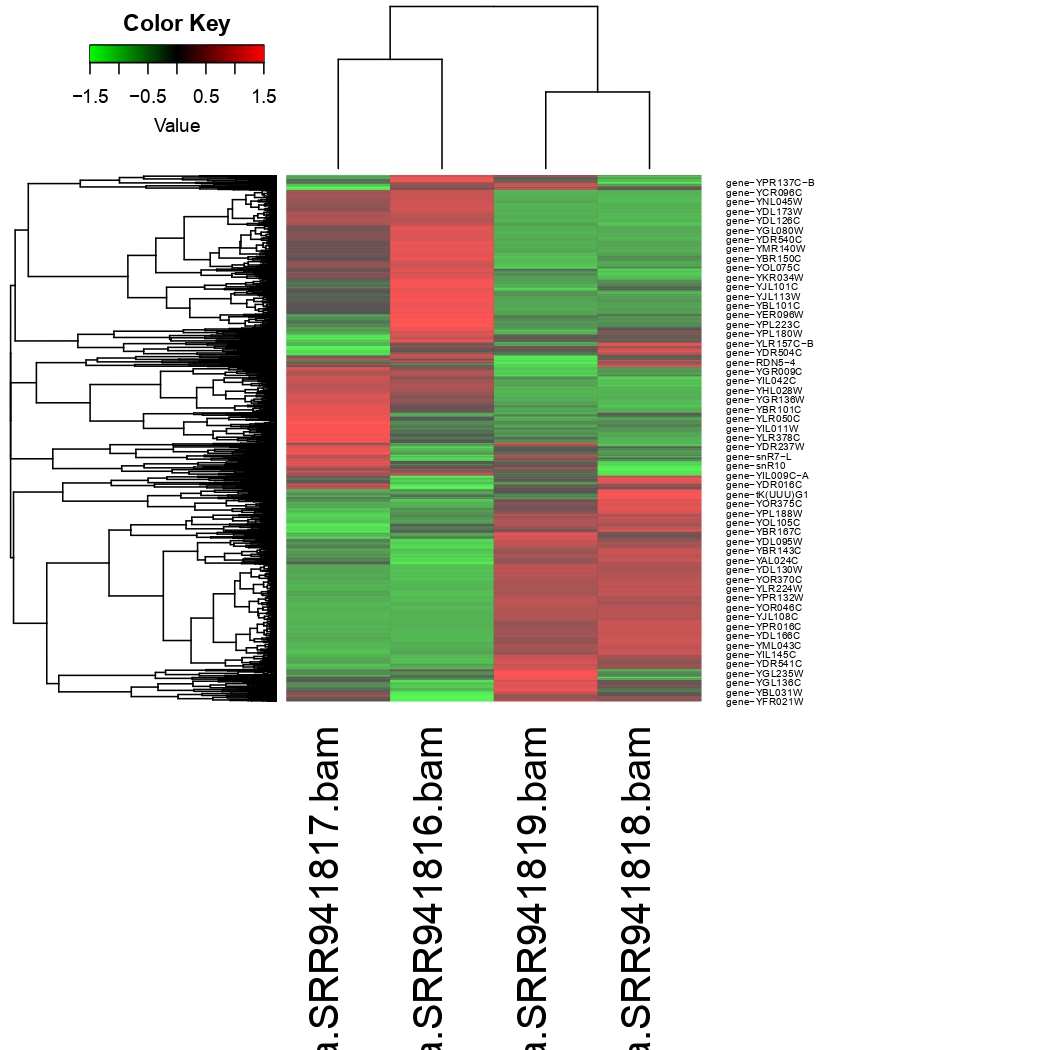 Color Key
−1.5 −0.5 0.5 1.5
Value
gene−YPR137C−B
gene−YCR096C
gene−YNL045W
gene−YDL173W
gene−YDL126C
gene−YGL080W
gene−YDR540C
gene−YMR140W
gene−YBR150C
gene−YOL075C
gene−YKR034W
gene−YJL101C
gene−YJL113W
gene−YBL101C
gene−YER096W
gene−YPL223C
gene−YPL180W
gene−YLR157C−B
gene−YDR504C
gene−RDN5−4
gene−YGR009C
gene−YIL042C
gene−YHL028W
gene−YGR136W
gene−YBR101C
gene−YLR050C
gene−YIL011W
gene−YLR378C
gene−YDR237W
gene−snR7−L
gene−snR10
gene−YIL009C−A
gene−YDR016C
gene−tK(UUU)G1
gene−YOR375C
gene−YPL188W
gene−YOL105C
gene−YBR167C
gene−YDL095W
gene−YBR143C
gene−YAL024C
gene−YDL130W
gene−YOR370C
gene−YLR224W
gene−YPR132W
gene−YOR046C
gene−YJL108C
gene−YPR016C
gene−YDL166C
gene−YML043C
gene−YIL145C
gene−YDR541C
gene−YGL235W
gene−YGL136C
gene−YBL031W
gene−YFR021W
a.SRR941817.bam
a.SRR941816.bam
a.SRR941819.bam
a.SRR941818.bam